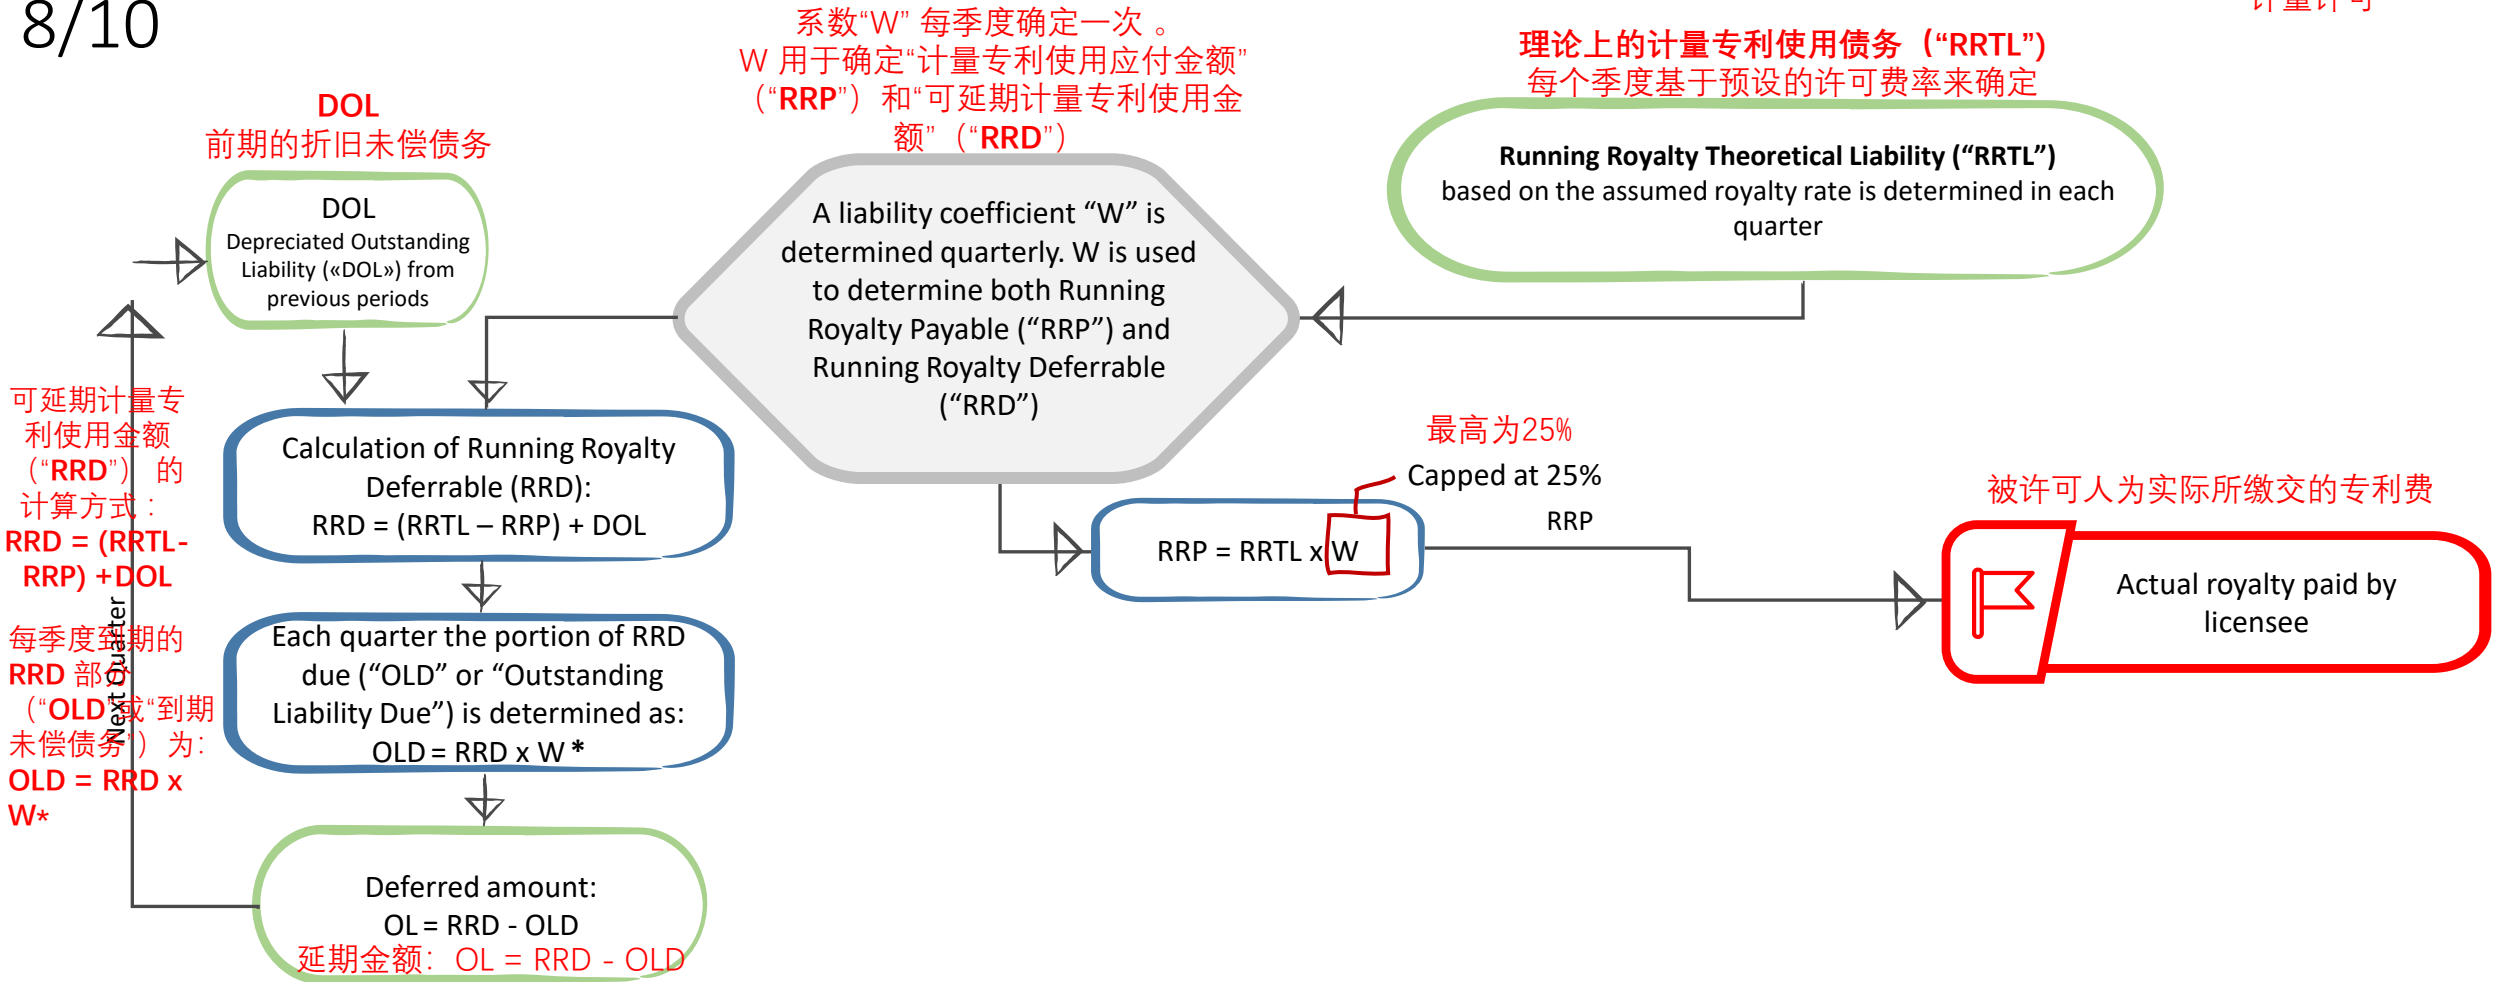 8/10
计量许可
系数“W” 每季度确定一次 。
W 用于确定“计量专利使用应付金额”
（“RRP”）和“可延期计量专利使用金
额”（“RRD”）
理论上的计量专利使用债务（“RRTL”)
每个季度基于预设的许可费率来确定
DOL
前期的折旧未偿债务
DOL
Depreciated Outstanding
Liability («DOL») from
previous periods
A liability coefficient “W” is
determined quarterly. W is used
to determine both Running
Royalty Payable (“RRP”) and
Running Royalty Deferrable
(“RRD”)
Running Royalty Theoretical Liability (“RRTL”)
based on the assumed royalty rate is determined in each
quarter
可延期计量专
利使用金额
（“RRD”） 的
计算方式：
RRD = (RRTL-
RRP) +DOL
Calculation of Running Royalty
Deferrable (RRD):
RRD = (RRTL – RRP) + DOL
最高为25%
Capped at 25%
RRP = RRTL x W
RRP
被许可人为实际所缴交的专利费
Actual royalty paid by
licensee
Next Quarter
每季度到期的
RRD 部分
（“OLD”或“到期
未偿债务”）为：
OLD = RRD x
W*
Each quarter the portion of RRD
due (“OLD” or “Outstanding
Liability Due”) is determined as:
OLD = RRD x W *
Deferred amount:
OL = RRD - OLD
延期金额：OL = RRD - OLD